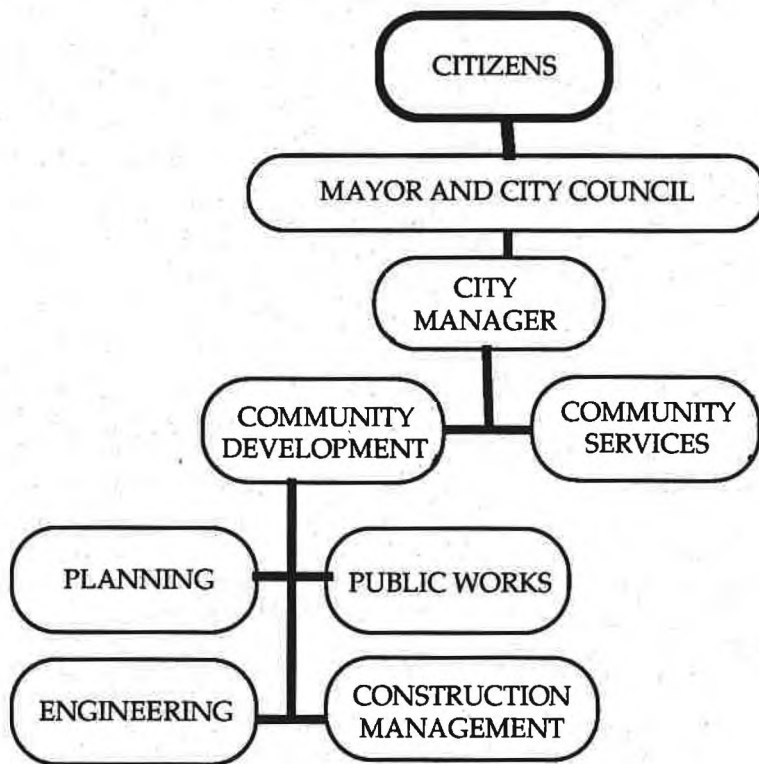 CITIZENS
MAYOR AND CITY COUNCIL
CITY
MANAGER
COMMUNITY
DEVELOPMENT
COMMUNITY
SERVICES
PLANNING
PUBLIC WORKS
ENGINEERING
CONSTRUCTION
MANAGEMENT